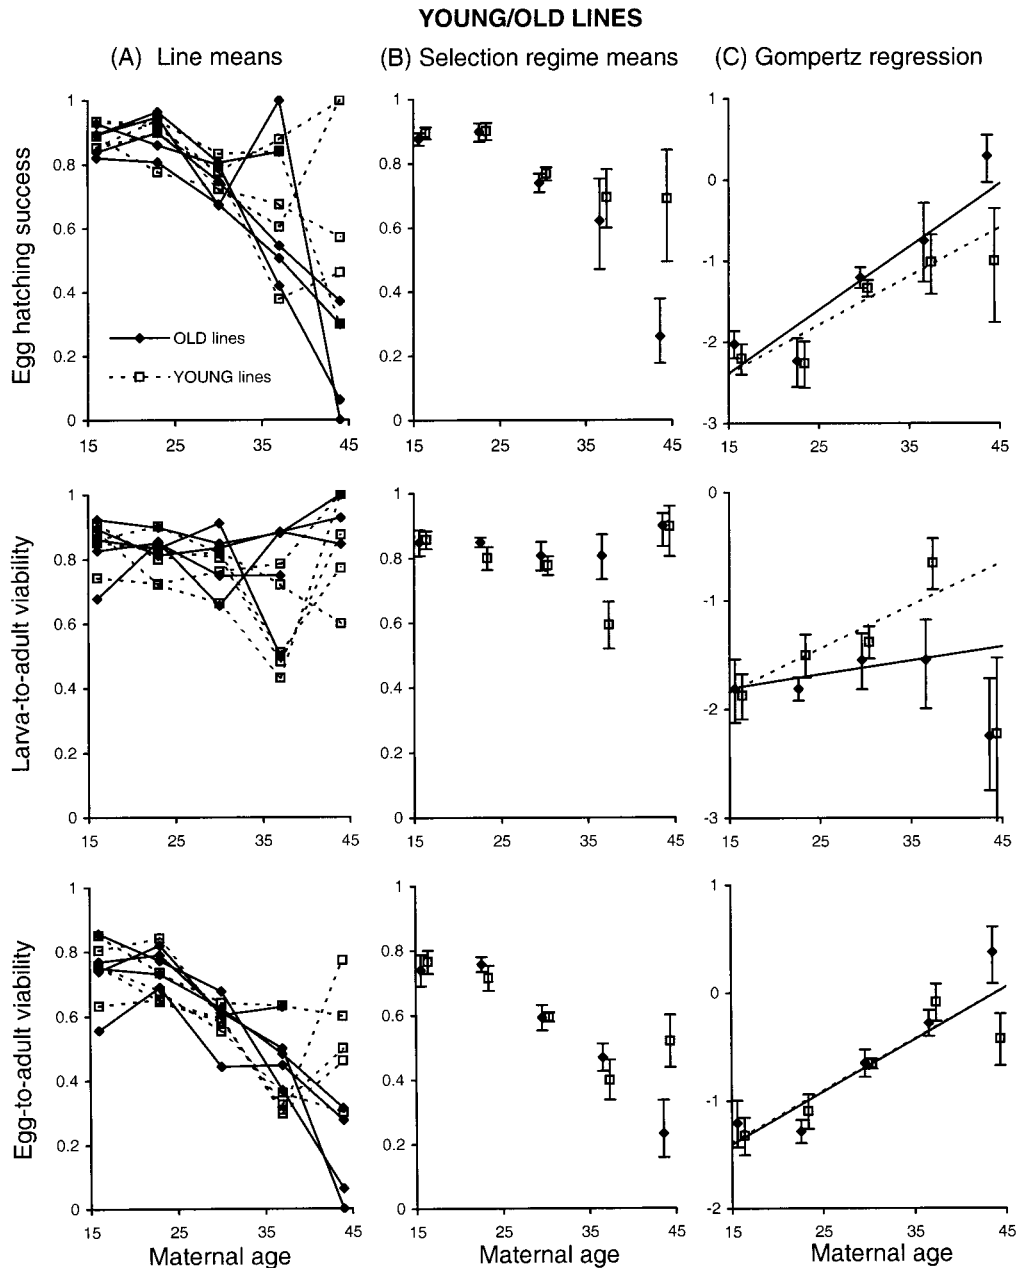 YOUNG/OLD LINES
(A) Line means
(B) Selection regime means
(C) Gompertz regression
Egg hatching success
1
0.8
0.6
0.4
0.2
0
OLD lines
YOUNG lines
15 25 35 45
1
0.8
0.6
0.4
0.2
0
15 25 35 45
1
0
-1
-2
-3
15 25 35 45
Larva-to-adult viability
1
0.8
0.6
0.4
0.2
0
15 25 35 45
1
0.8
0.6
0.4
0.2
0
15 25 35 45
0
-1
-2
-3
15 25 35 45
Egg-to-adult viability
1
0.8
0.6
0.4
0.2
0
15 25 35 45
Maternal age
1
0.8
0.6
0.4
0.2
0
15 25 35 45
Maternal age
1
0
-1
-2
15 25 35 45
Maternal age